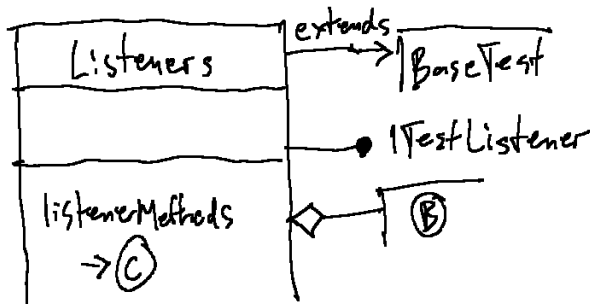 extends
Listeners
BaseTest
ITestListener
listenerMethods
B
→ C